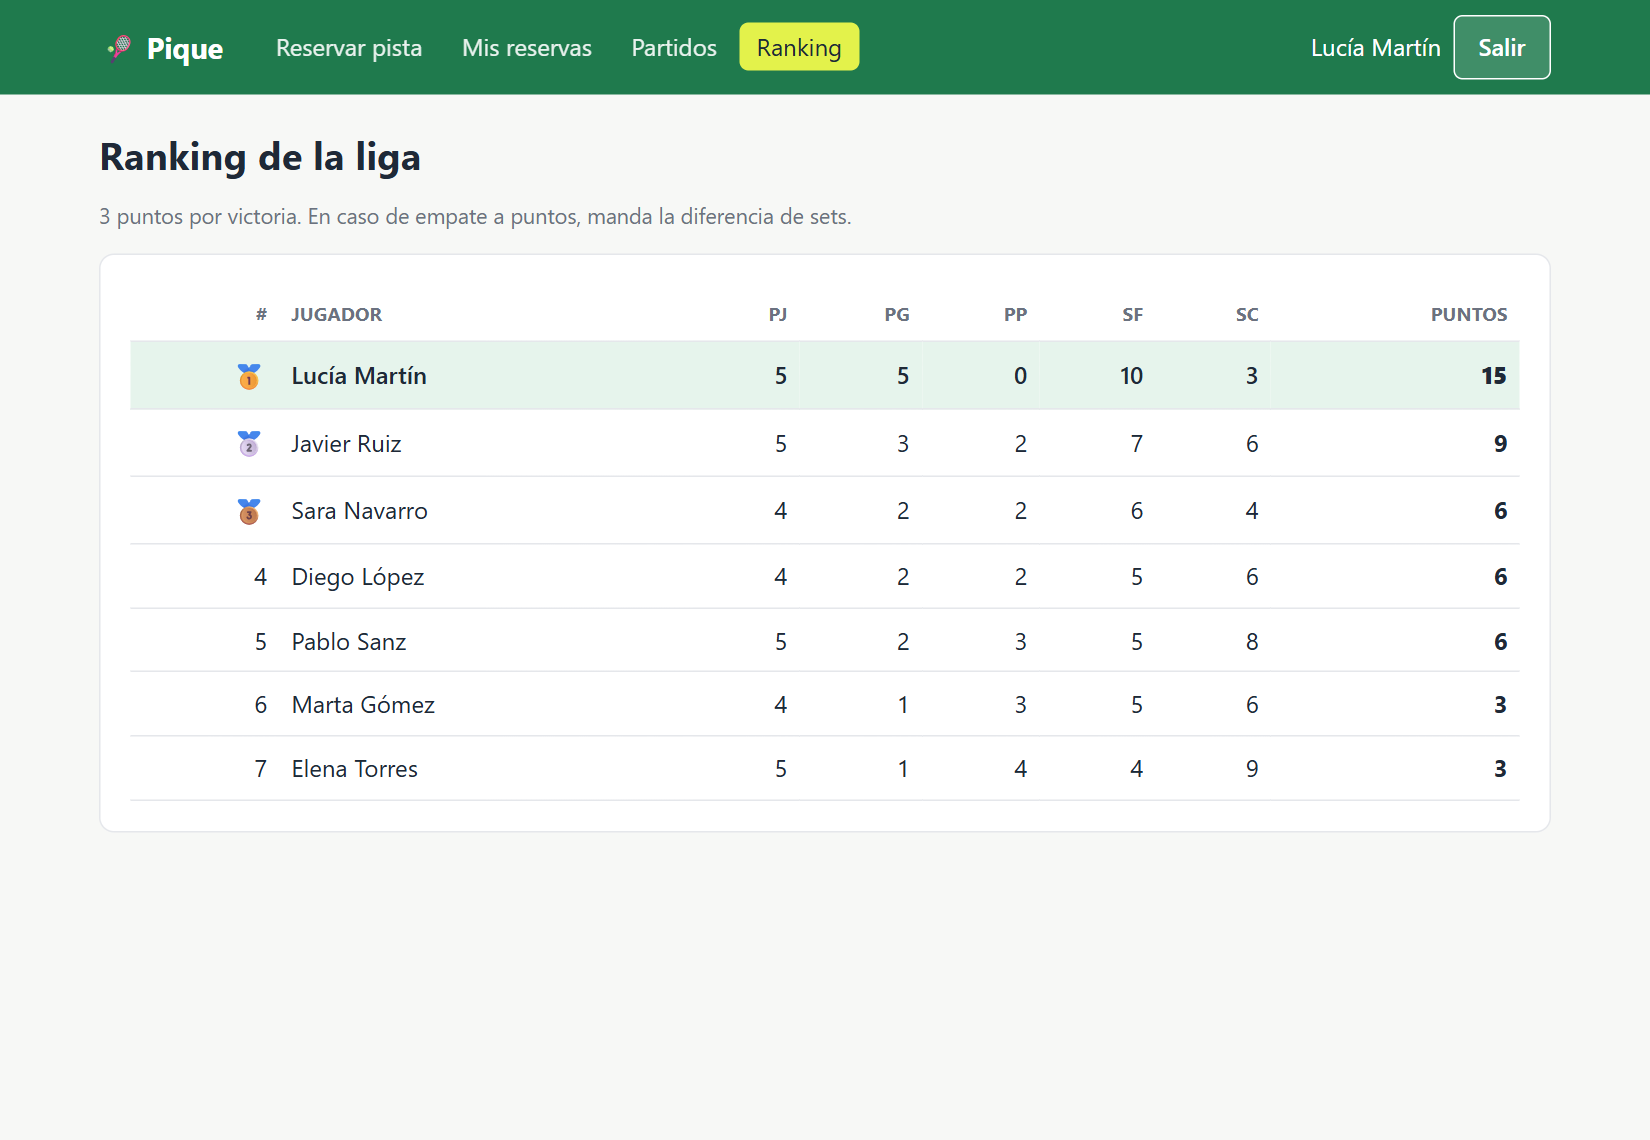 Pique Reservar pista Mis reservas Partidos Ranking Lucía Martín Salir
Ranking de la liga
3 puntos por victoria. En caso de empate a puntos, manda la diferencia de sets.
# JUGADOR PJ PG PP SF SC PUNTOS
1 Lucía Martín 5 5 0 10 3 15
2 Javier Ruiz 5 3 2 7 6 9
3 Sara Navarro 4 2 2 6 4 6
4 Diego López 4 2 2 5 6 6
5 Pablo Sanz 5 2 3 5 8 6
6 Marta Gómez 4 1 3 5 6 3
7 Elena Torres 5 1 4 4 9 3